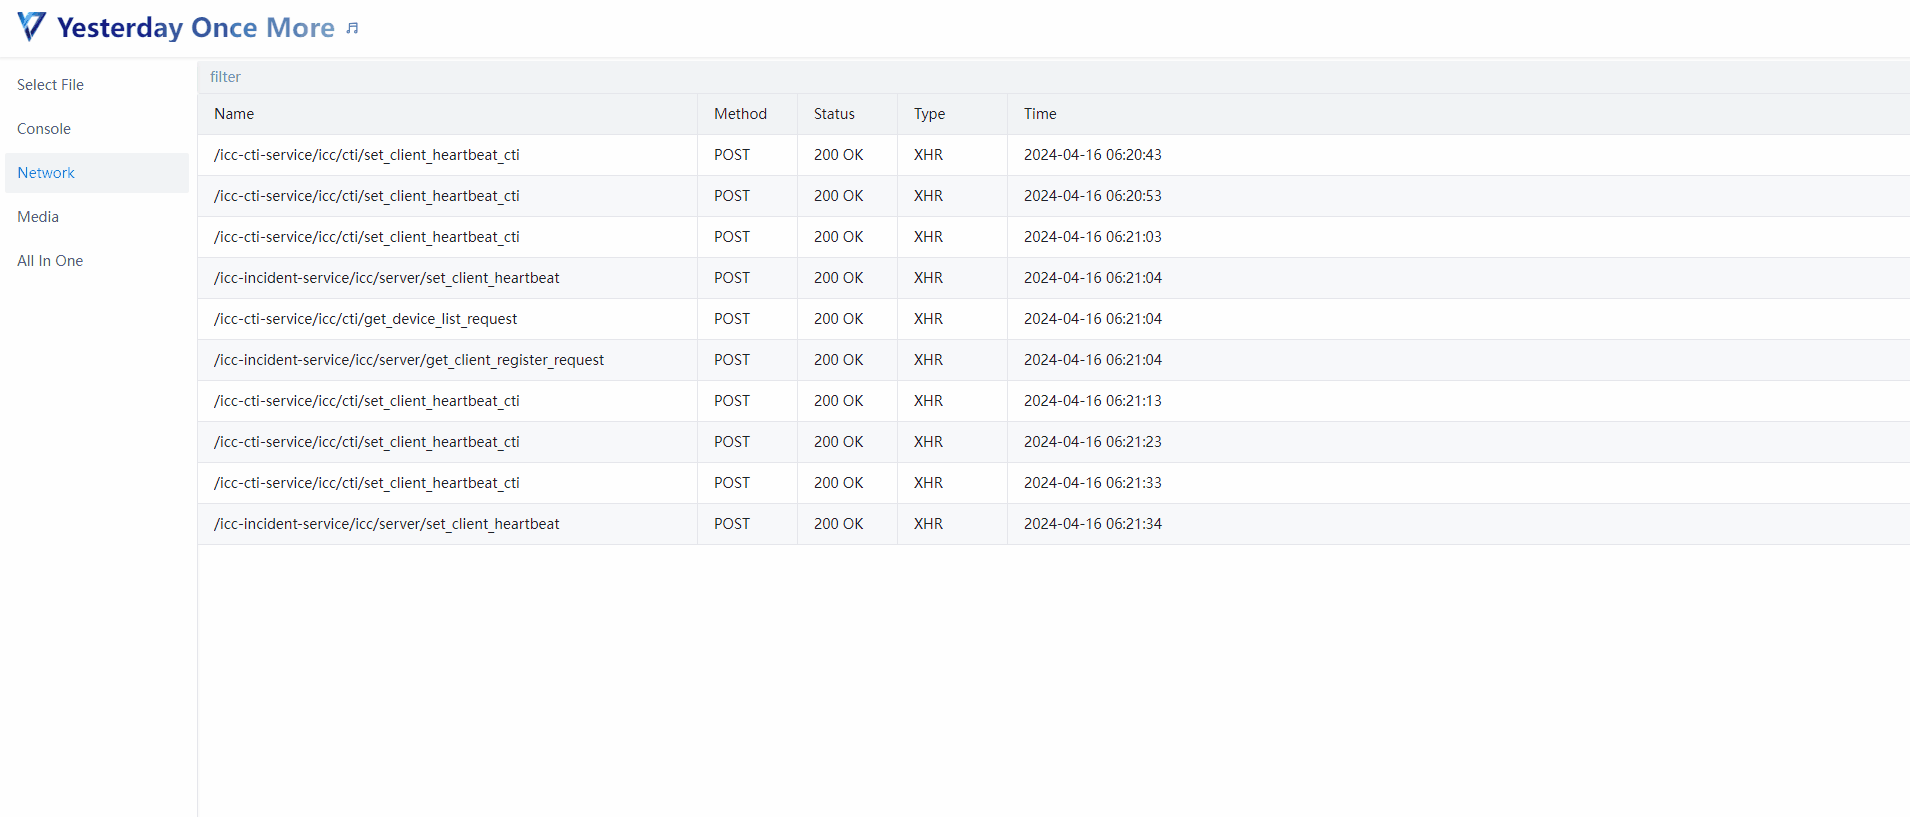 Yesterday Once More ♫
Select File
Console
Network
Media
All In One
filter
Name Method Status Type Time
/icc-cti-service/icc/cti/set_client_heartbeat_cti POST 200 OK XHR 2024-04-16 06:20:43
/icc-cti-service/icc/cti/set_client_heartbeat_cti POST 200 OK XHR 2024-04-16 06:20:53
/icc-cti-service/icc/cti/set_client_heartbeat_cti POST 200 OK XHR 2024-04-16 06:21:03
/icc-incident-service/icc/server/set_client_heartbeat POST 200 OK XHR 2024-04-16 06:21:04
/icc-cti-service/icc/cti/get_device_list_request POST 200 OK XHR 2024-04-16 06:21:04
/icc-incident-service/icc/server/get_client_register_request POST 200 OK XHR 2024-04-16 06:21:04
/icc-cti-service/icc/cti/set_client_heartbeat_cti POST 200 OK XHR 2024-04-16 06:21:13
/icc-cti-service/icc/cti/set_client_heartbeat_cti POST 200 OK XHR 2024-04-16 06:21:23
/icc-cti-service/icc/cti/set_client_heartbeat_cti POST 200 OK XHR 2024-04-16 06:21:33
/icc-incident-service/icc/server/set_client_heartbeat POST 200 OK XHR 2024-04-16 06:21:34